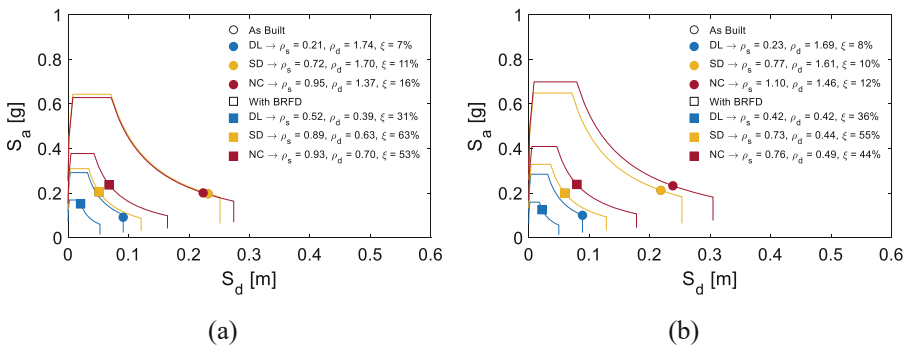 1
0.8
0.6
0.4
0.2
0
S_a [g]
0 0.1 0.2 0.3 0.4 0.5 0.6
S_d [m]
As Built
DL → ρ_s = 0.21, ρ_d = 1.74, ξ = 7%
SD → ρ_s = 0.72, ρ_d = 1.70, ξ = 11%
NC → ρ_s = 0.95, ρ_d = 1.37, ξ = 16%
With BRFD
DL → ρ_s = 0.52, ρ_d = 0.39, ξ = 31%
SD → ρ_s = 0.89, ρ_d = 0.63, ξ = 63%
NC → ρ_s = 0.93, ρ_d = 0.70, ξ = 53%
(a)
1
0.8
0.6
0.4
0.2
0
S_a [g]
0 0.1 0.2 0.3 0.4 0.5 0.6
S_d [m]
As Built
DL → ρ_s = 0.23, ρ_d = 1.69, ξ = 8%
SD → ρ_s = 0.77, ρ_d = 1.61, ξ = 10%
NC → ρ_s = 1.10, ρ_d = 1.46, ξ = 12%
With BRFD
DL → ρ_s = 0.42, ρ_d = 0.42, ξ = 36%
SD → ρ_s = 0.73, ρ_d = 0.44, ξ = 55%
NC → ρ_s = 0.76, ρ_d = 0.49, ξ = 44%
(b)